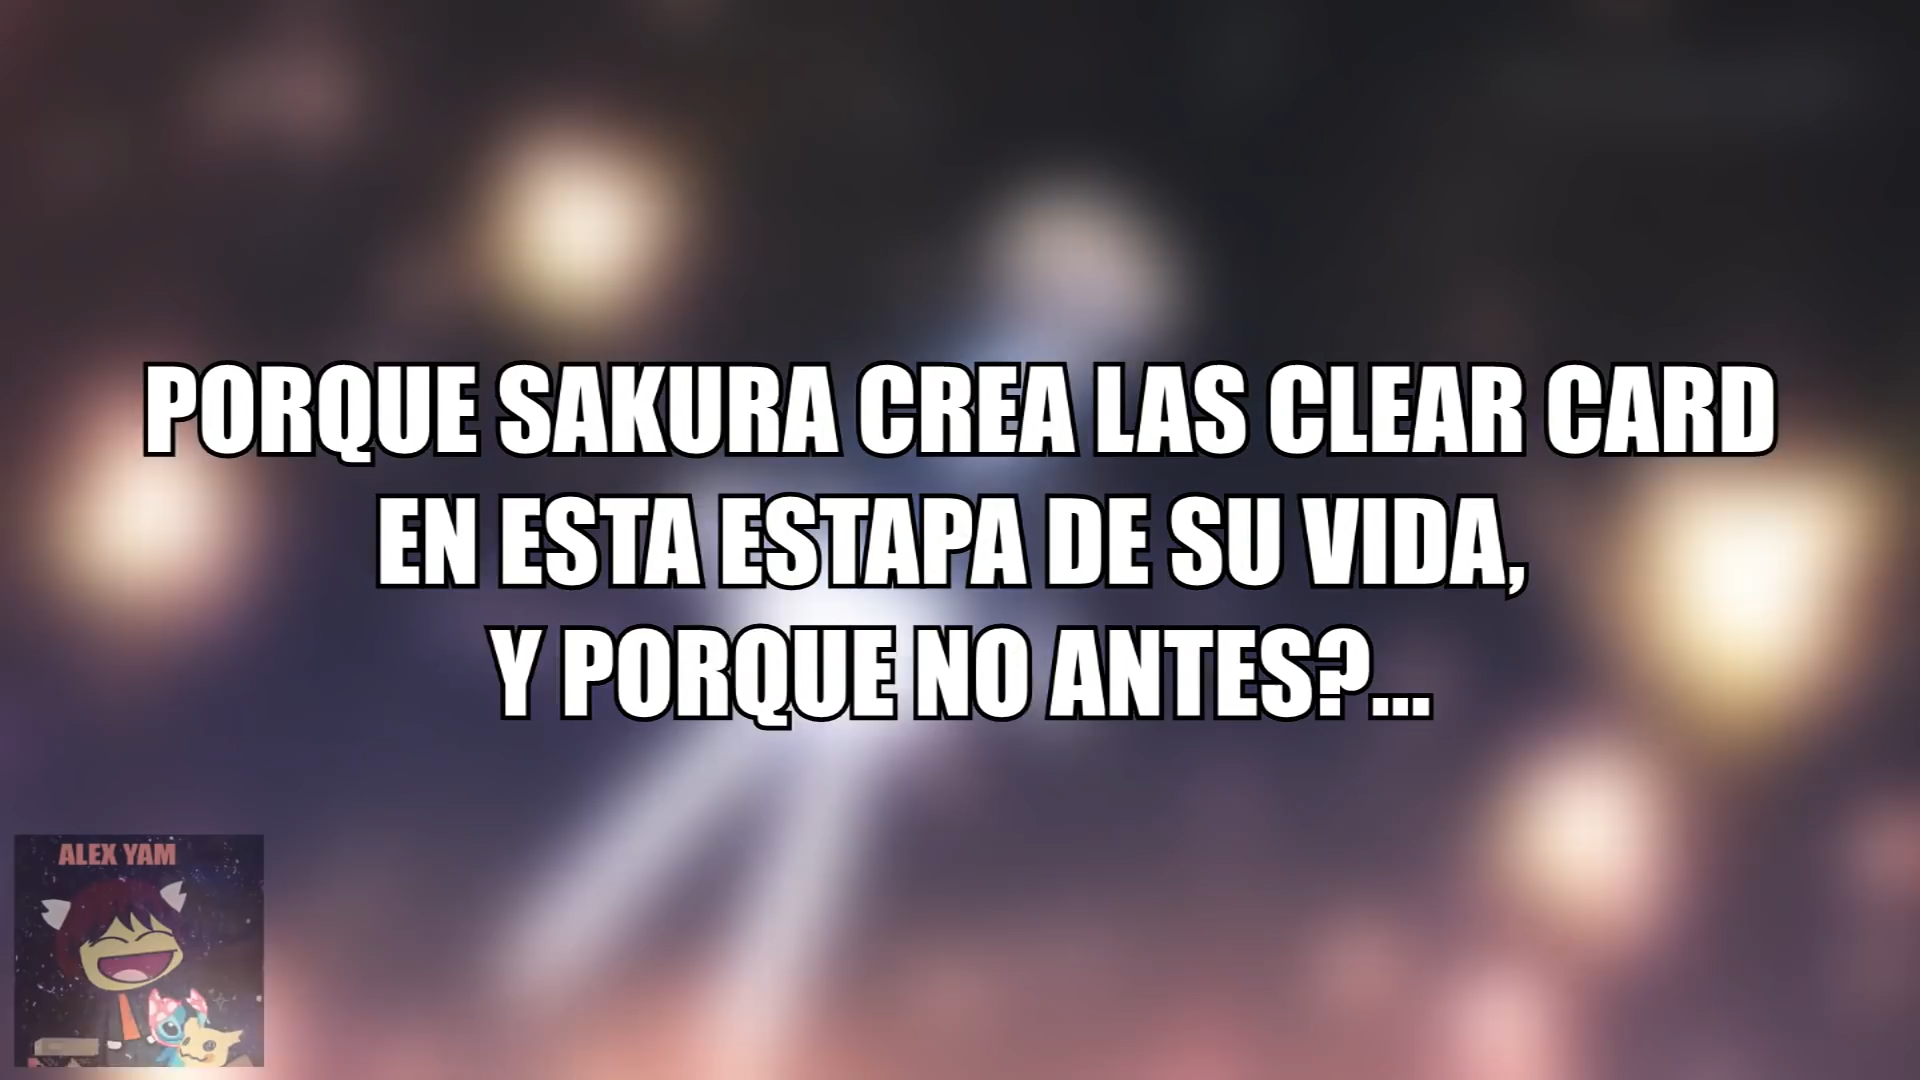 PORQUE SAKURA CREA LAS CLEAR CARD
EN ESTA ESTAPA DE SU VIDA,
Y PORQUE NO ANTES?...
ALEX YAM